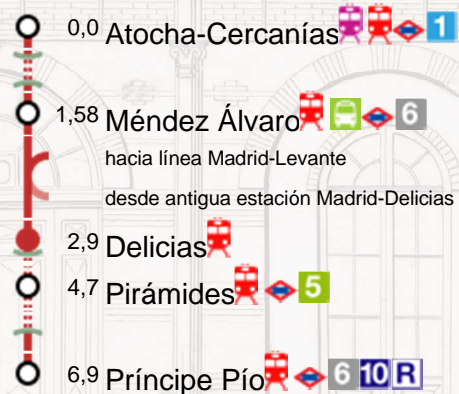 0,0 Atocha-Cercanías 1
1,58 Méndez Álvaro 6
hacia línea Madrid-Levante
desde antigua estación Madrid-Delicias
2,9 Delicias
4,7 Pirámides 5
6,9 Príncipe Pío 6 10 R